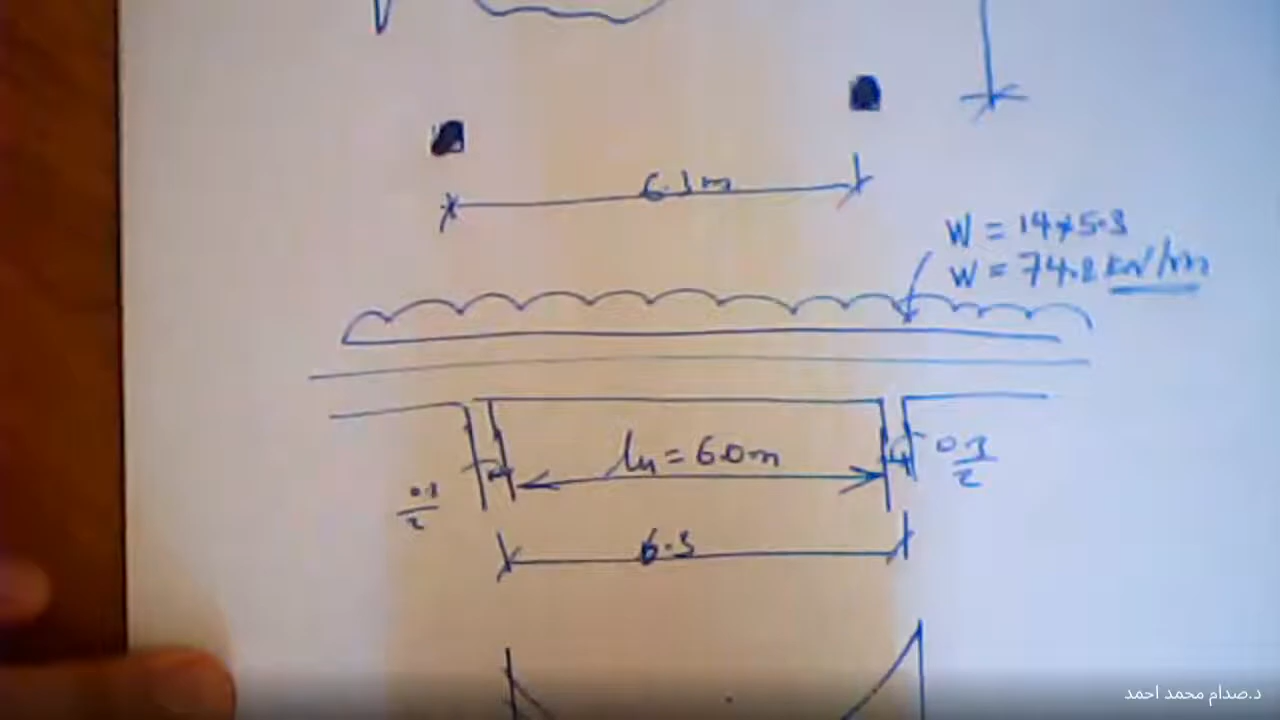 6.3m
W = 14*5.3
W = 74.2 kN/m
ln = 6.0m
0.3/2
0.3/2
6.3
د.صدام محمد احمد